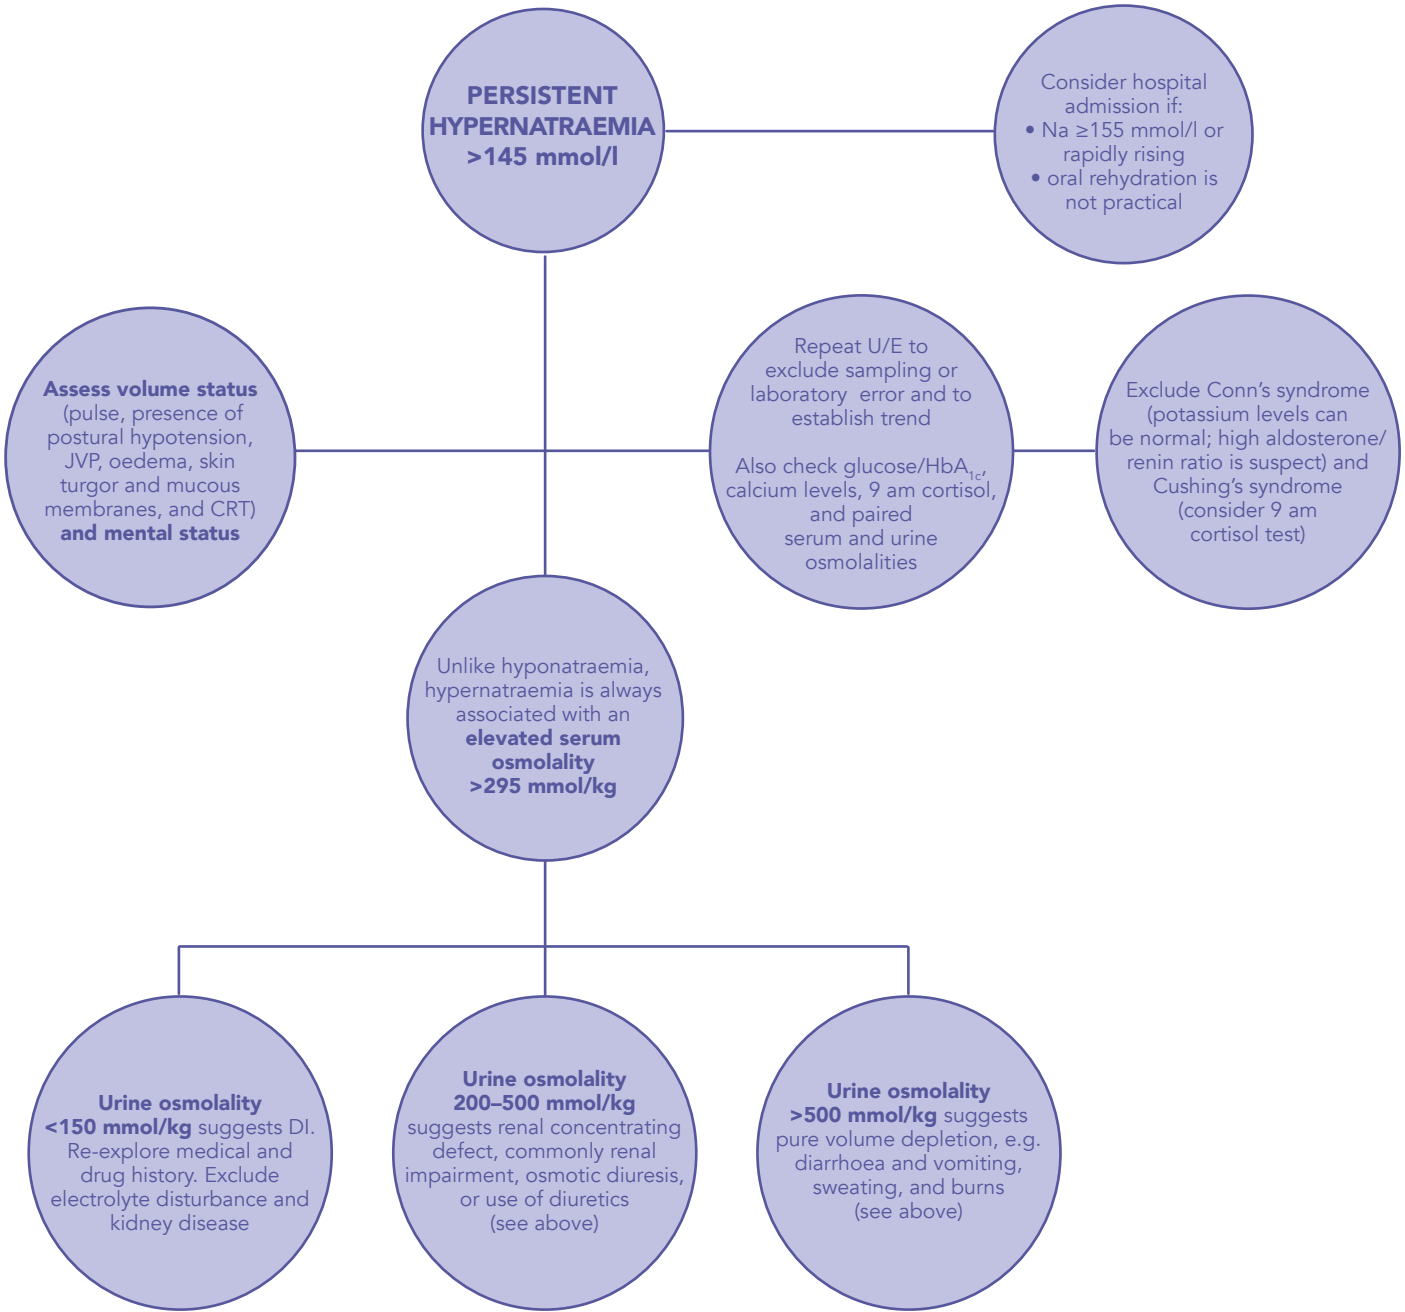 PERSISTENT
HYPERNATRAEMIA
>145 mmol/l
Consider hospital
admission if:
• Na ≥155 mmol/l or
rapidly rising
• oral rehydration is
not practical
Assess volume status
(pulse, presence of
postural hypotension,
JVP, oedema, skin
turgor and mucous
membranes, and CRT)
and mental status
Repeat U/E to
exclude sampling or
laboratory error and to
establish trend
Also check glucose/HbA1c,
calcium levels, 9 am cortisol,
and paired
serum and urine
osmolalities
Exclude Conn’s syndrome
(potassium levels can
be normal; high aldosterone/
renin ratio is suspect) and
Cushing’s syndrome
(consider 9 am
cortisol test)
Unlike hyponatraemia,
hypernatraemia is always
associated with an
elevated serum
osmolality
>295 mmol/kg
Urine osmolality
<150 mmol/kg suggests DI.
Re-explore medical and
drug history. Exclude
electrolyte disturbance and
kidney disease
Urine osmolality
200–500 mmol/kg
suggests renal concentrating
defect, commonly renal
impairment, osmotic diuresis,
or use of diuretics
(see above)
Urine osmolality
>500 mmol/kg suggests
pure volume depletion, e.g.
diarrhoea and vomiting,
sweating, and burns
(see above)